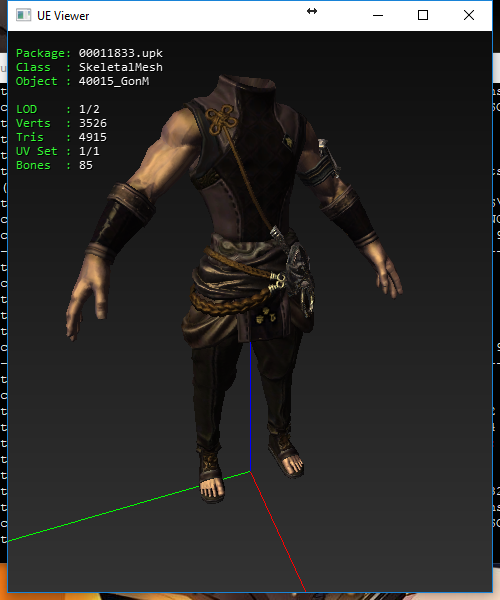 UE Viewer
Package: 00011833.upk
Class : SkeletalMesh
Object : 40015_GonM
LOD : 1/2
Verts : 3526
Tris : 4915
UV Set : 1/1
Bones : 85